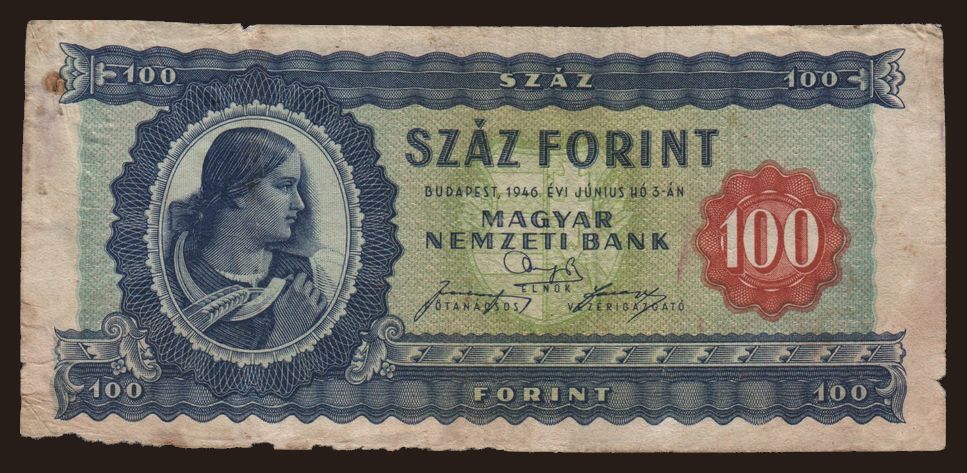 100 SZÁZ 100
SZÁZ FORINT
BUDAPEST, 1946. ÉVI JÚNIUS HÓ 3-ÁN
MAGYAR
NEMZETI BANK
100
ELNÖK
FŐTANÁCSOS VEZÉRIGAZGATÓ
100 FORINT 100